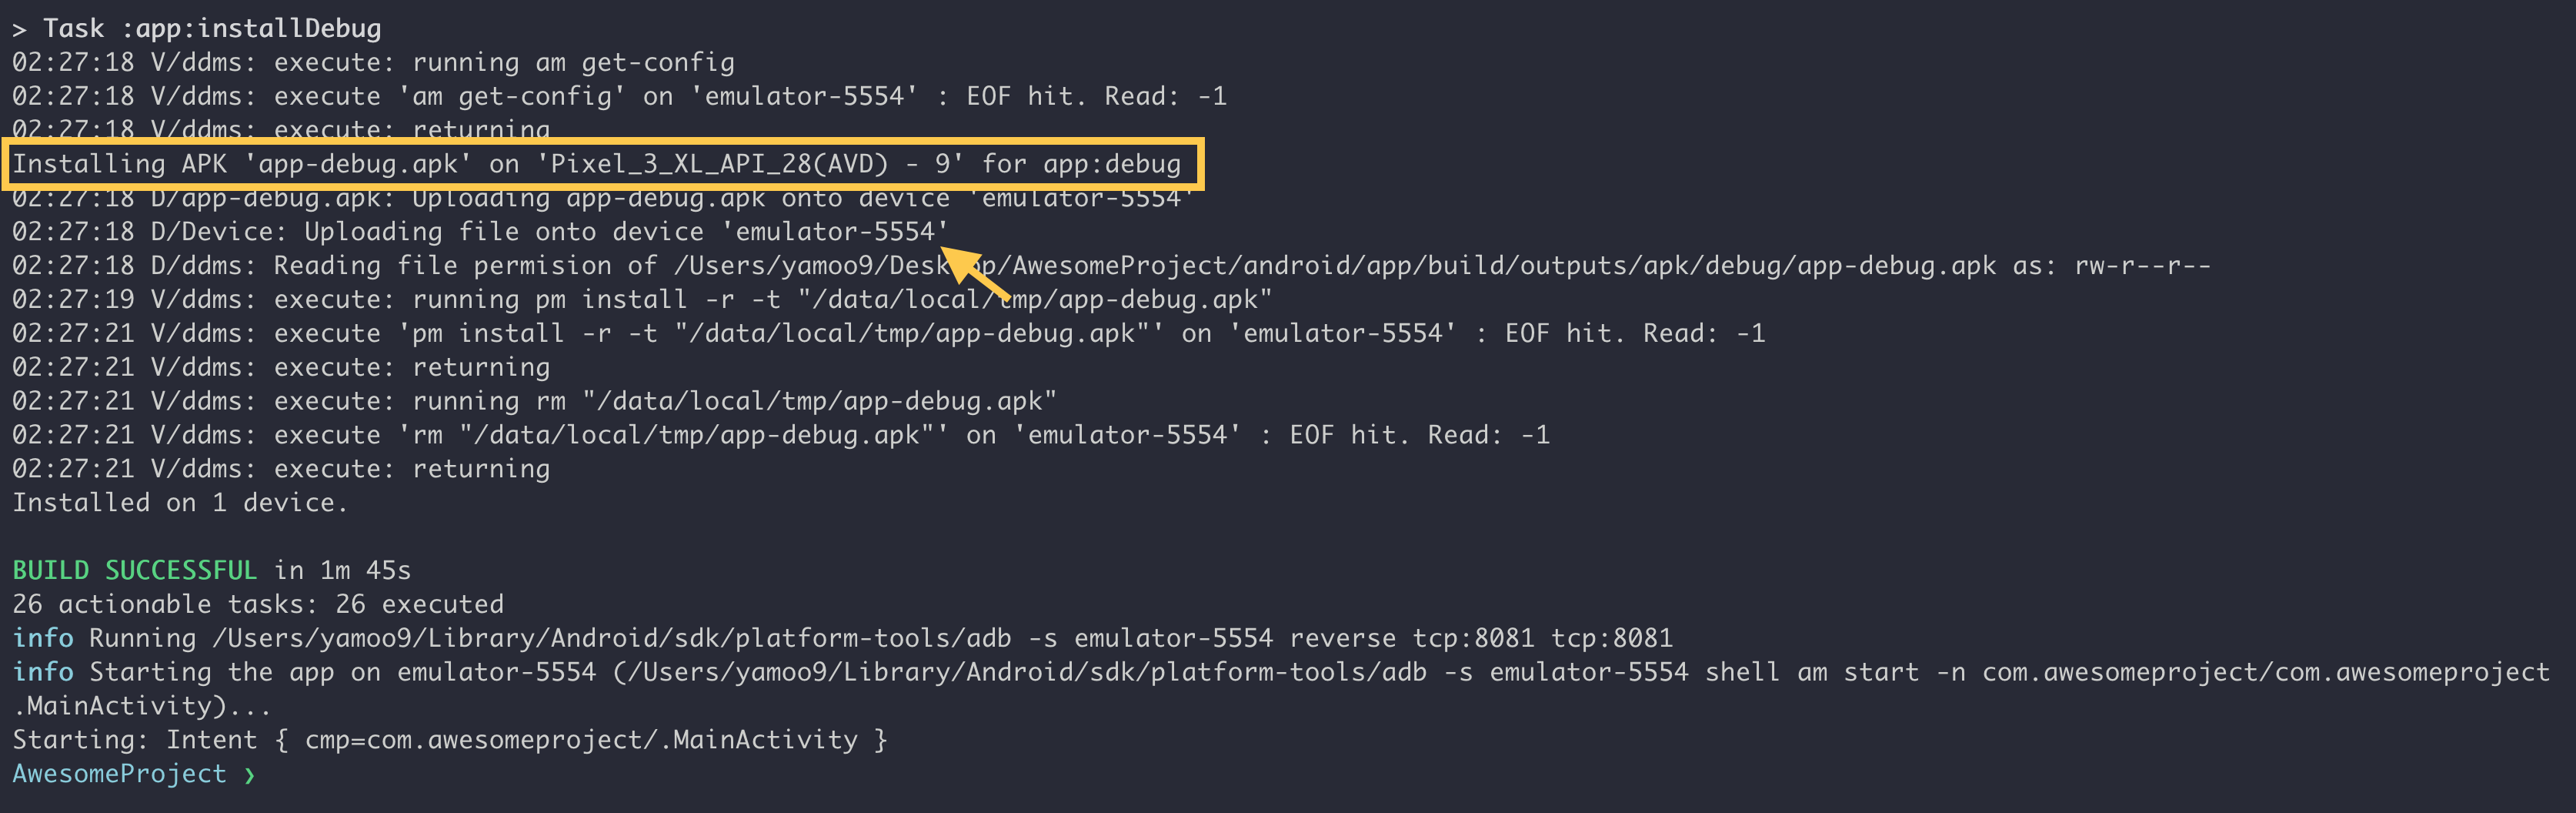 > Task :app:installDebug
02:27:18 V/ddms: execute: running am get-config
02:27:18 V/ddms: execute 'am get-config' on 'emulator-5554' : EOF hit. Read: -1
02:27:18 V/ddms: execute: returning
Installing APK 'app-debug.apk' on 'Pixel_3_XL_API_28(AVD) - 9' for app:debug
02:27:18 D/app-debug.apk: Uploading app-debug.apk onto device 'emulator-5554'
02:27:18 D/Device: Uploading file onto device 'emulator-5554'
02:27:18 D/ddms: Reading file permision of /Users/yamoo9/Desktop/AwesomeProject/android/app/build/outputs/apk/debug/app-debug.apk as: rw-r--r--
02:27:19 V/ddms: execute: running pm install -r -t "/data/local/tmp/app-debug.apk"
02:27:21 V/ddms: execute 'pm install -r -t "/data/local/tmp/app-debug.apk"' on 'emulator-5554' : EOF hit. Read: -1
02:27:21 V/ddms: execute: returning
02:27:21 V/ddms: execute: running rm "/data/local/tmp/app-debug.apk"
02:27:21 V/ddms: execute 'rm "/data/local/tmp/app-debug.apk"' on 'emulator-5554' : EOF hit. Read: -1
02:27:21 V/ddms: execute: returning
Installed on 1 device.
BUILD SUCCESSFUL in 1m 45s
26 actionable tasks: 26 executed
info Running /Users/yamoo9/Library/Android/sdk/platform-tools/adb -s emulator-5554 reverse tcp:8081 tcp:8081
info Starting the app on emulator-5554 (/Users/yamoo9/Library/Android/sdk/platform-tools/adb -s emulator-5554 shell am start -n com.awesomeproject/com.awesomeproject
.MainActivity)...
Starting: Intent { cmp=com.awesomeproject/.MainActivity }
AwesomeProject ❯